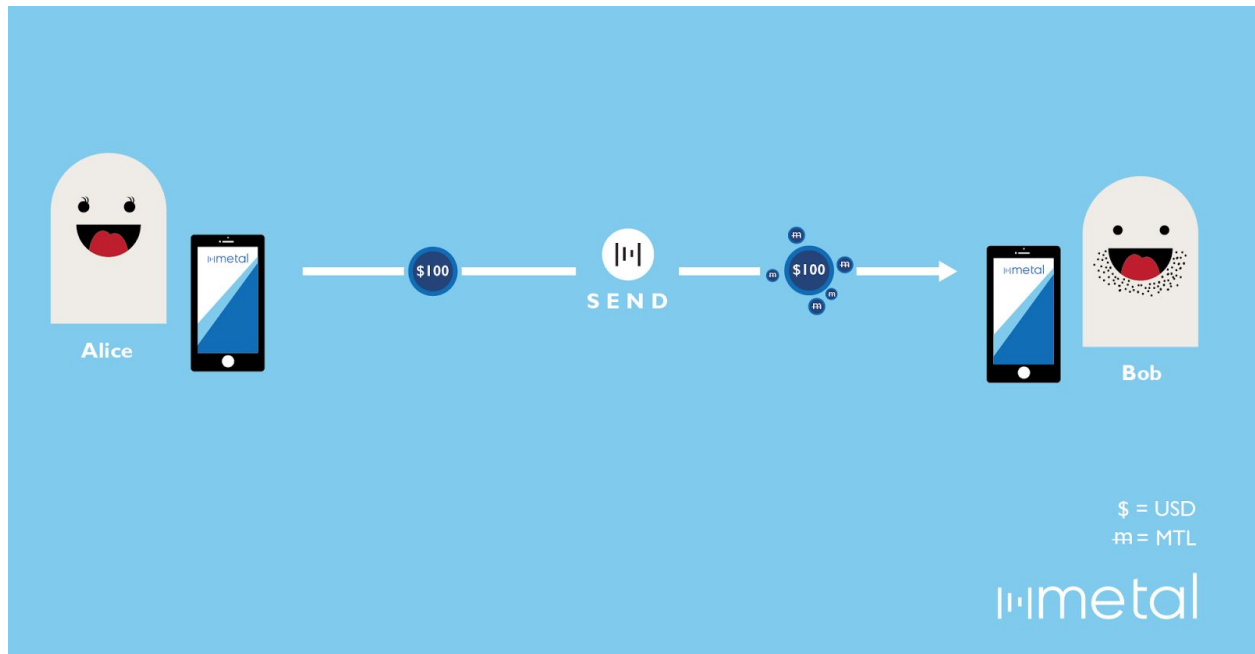 metal
$100
SEND
m
m
$100
m
m
m
metal
Alice
Bob
$ = USD
m = MTL
metal